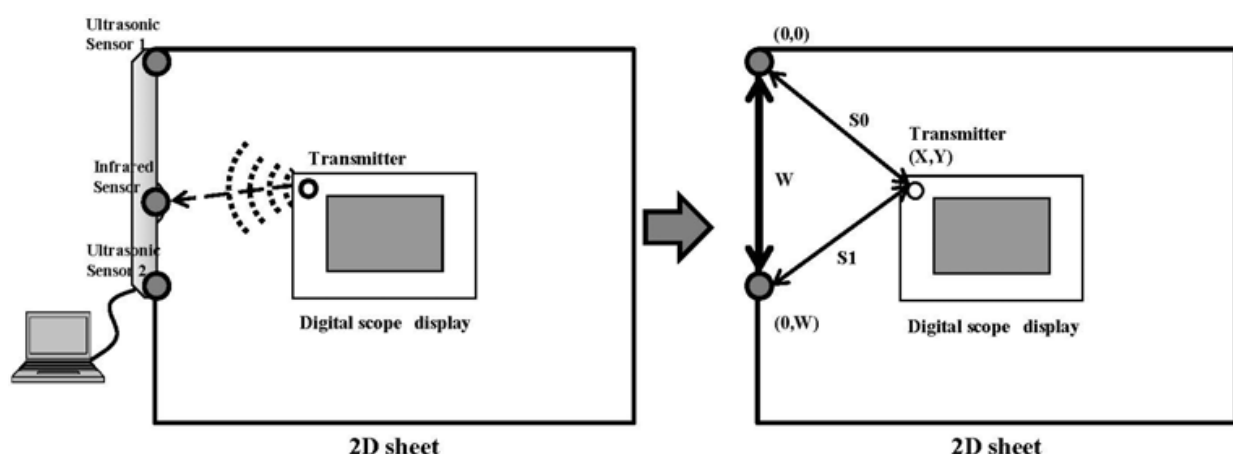 Ultrasonic
Sensor 1
Infrared
Sensor
Ultrasonic
Sensor 2
Transmitter
Digital scope display
2D sheet
(0,0)
S0
Transmitter
(X,Y)
W
S1
(0,W)
Digital scope display
2D sheet